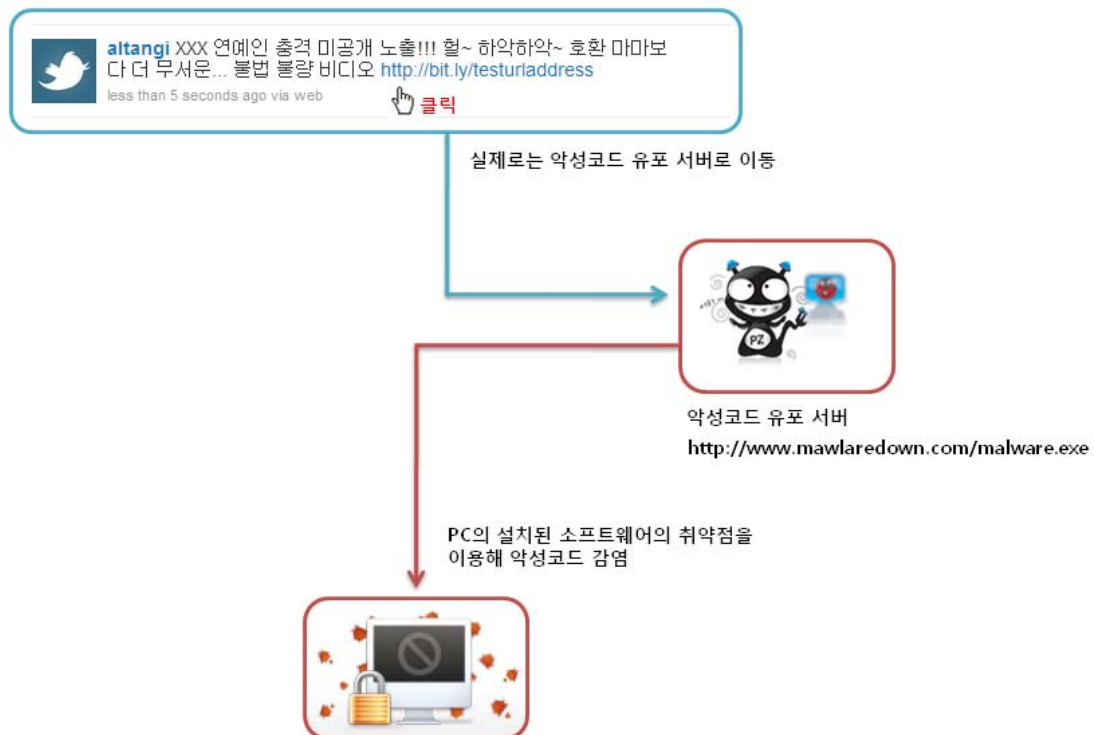 altangi XXX 연예인 충격 미공개 노출!!! 헐~ 하악하악~ 호환 마마보
다 더 무서운... 불법 불량 비디오 http://bit.ly/testurladdress
less than 5 seconds ago via web
클릭
실제로는 악성코드 유포 서버로 이동
PZ
악성코드 유포 서버
http://www.mawlaredown.com/malware.exe
PC의 설치된 소프트웨어의 취약점을
이용해 악성코드 감염